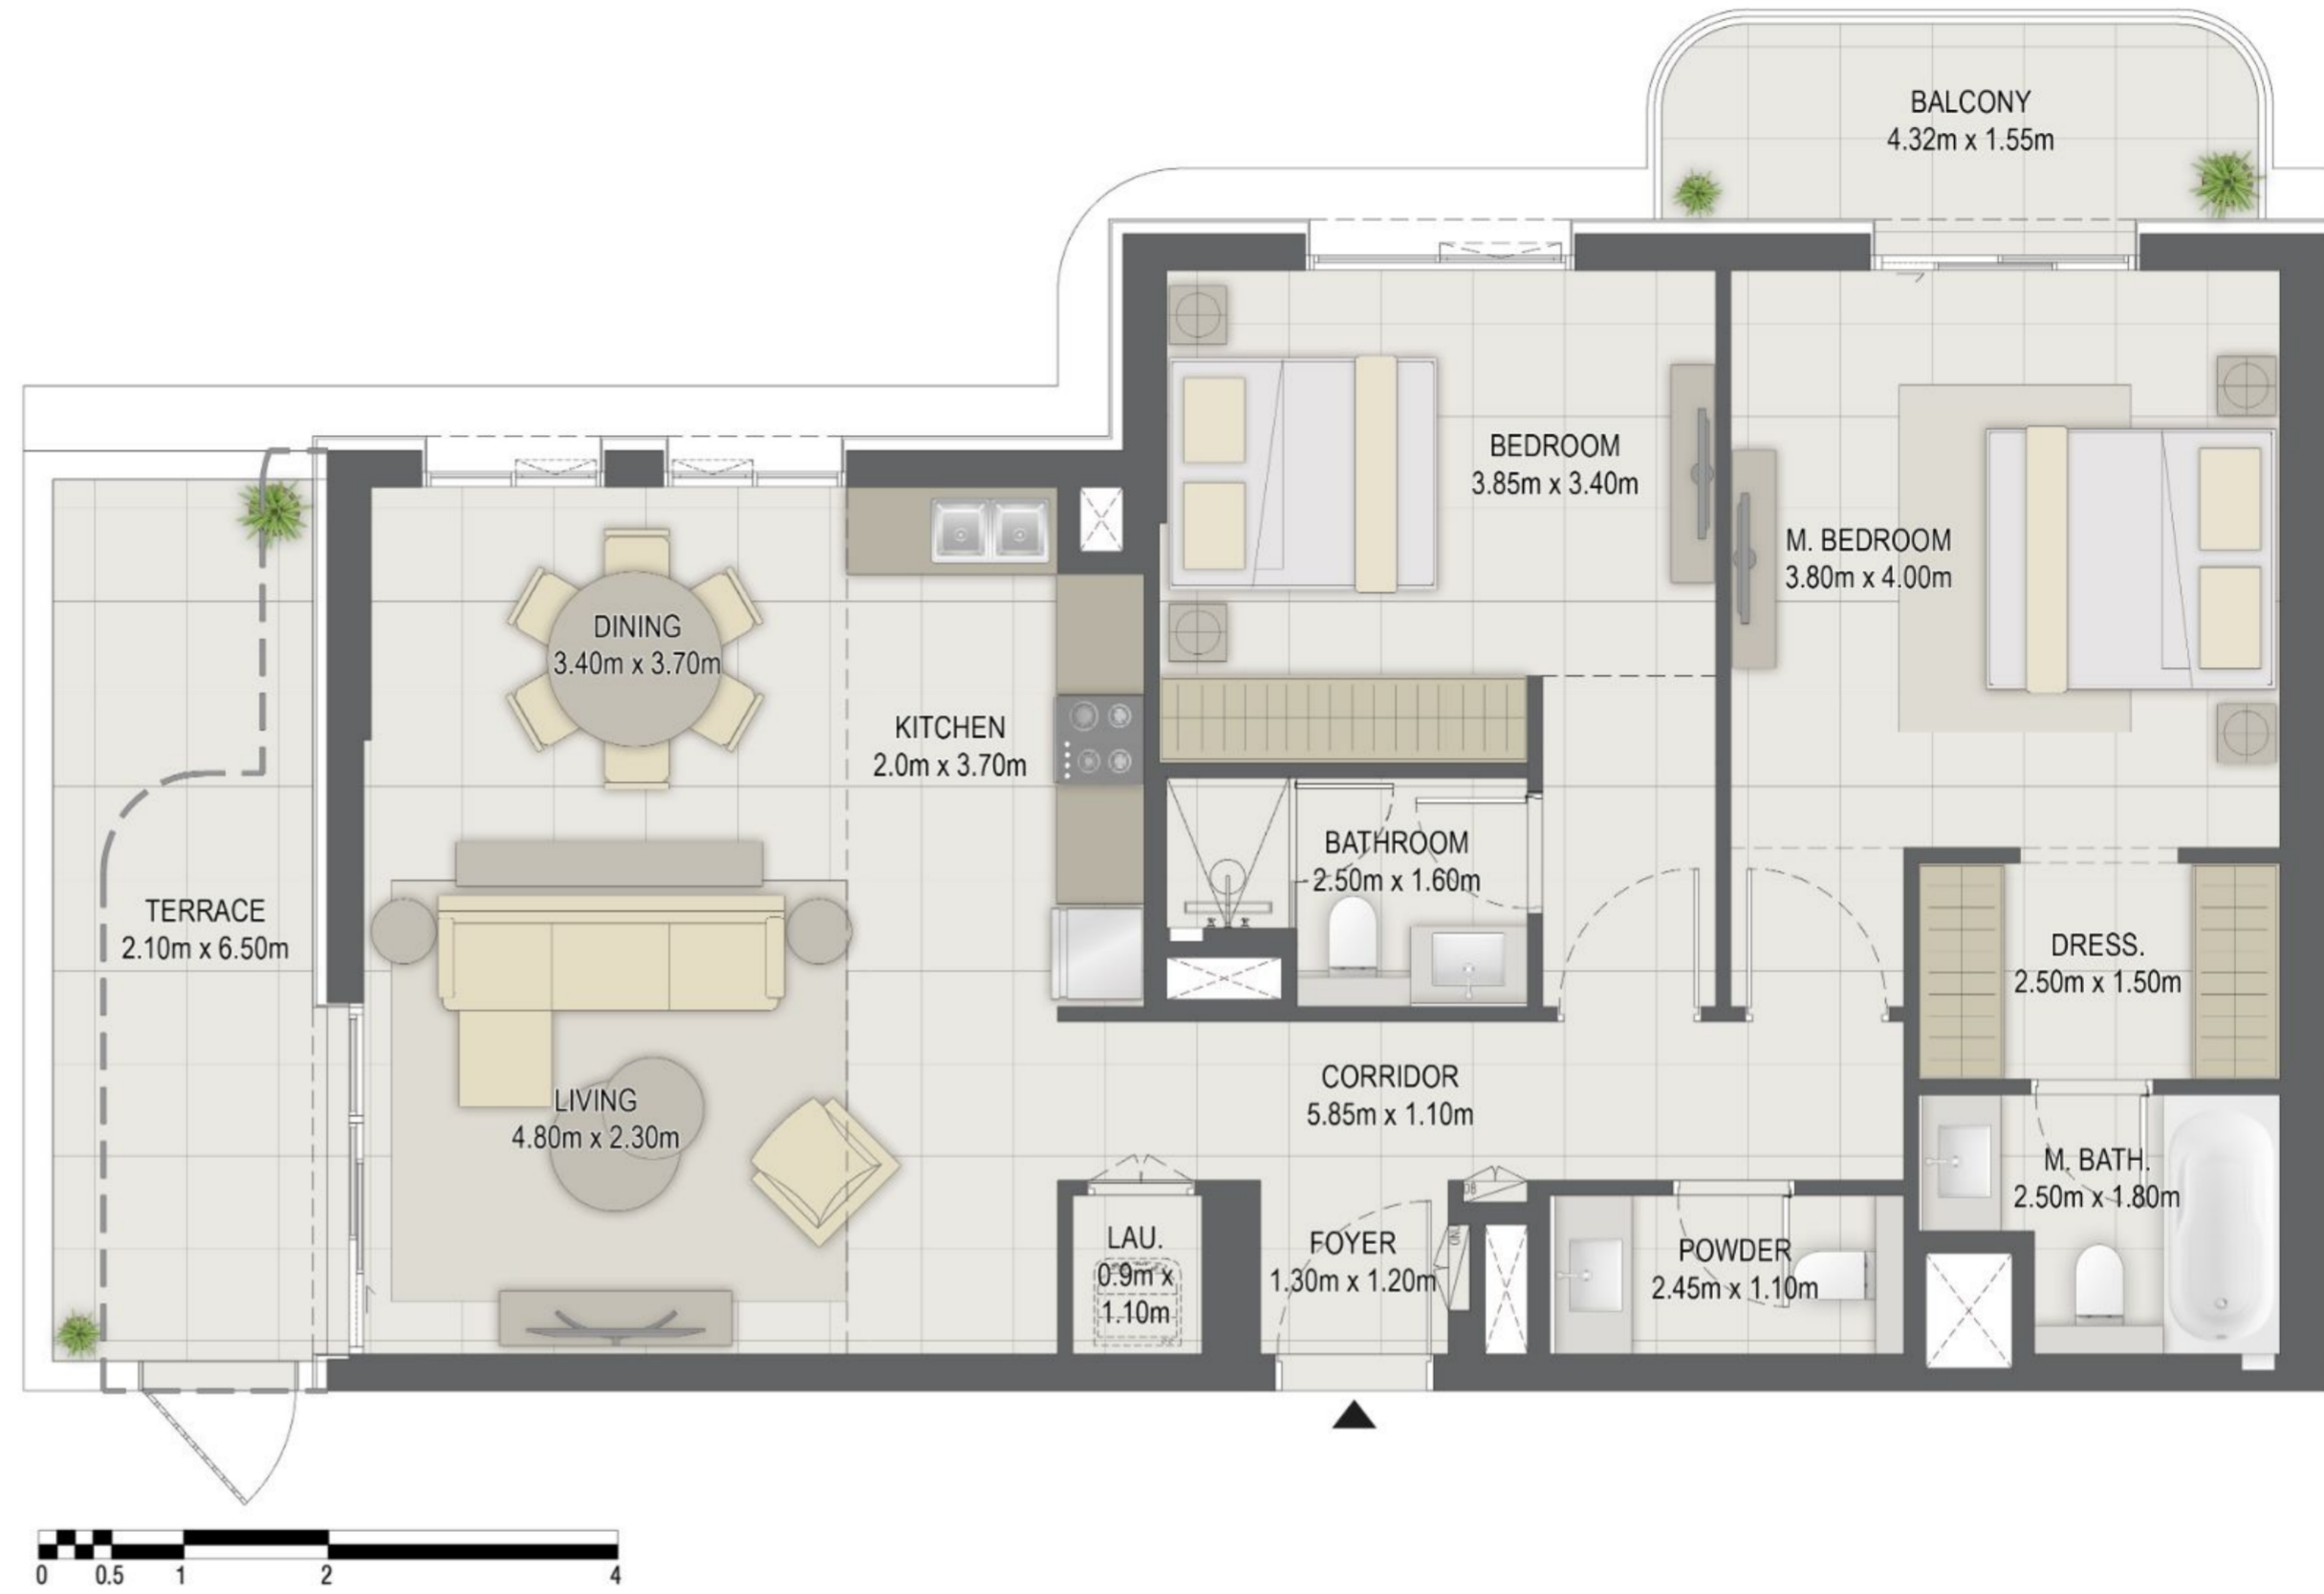 BALCONY
4.32m x 1.55m
BEDROOM
3.85m x 3.40m
M. BEDROOM
3.80m x 4.00m
DINING
3.40m x 3.70m
KITCHEN
2.0m x 3.70m
BATHROOM
2.50m x 1.60m
TERRACE
2.10m x 6.50m
DRESS.
2.50m x 1.50m
LIVING
4.80m x 2.30m
CORRIDOR
5.85m x 1.10m
M. BATH.
2.50m x 1.80m
LAU.
0.9m x
1.10m
FOYER
1.30m x 1.20m
POWDER
2.45m x 1.10m
0 0.5 1 2 4